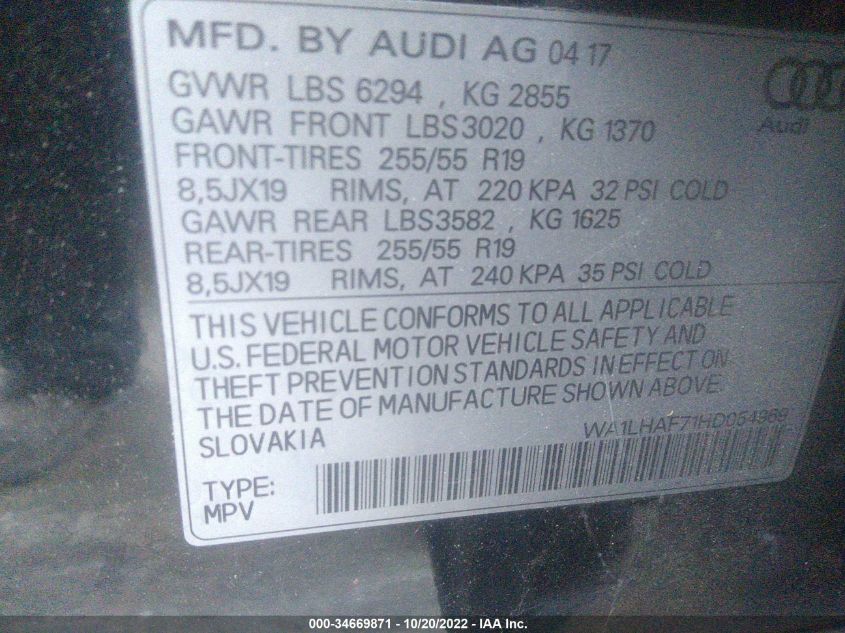 MFD. BY AUDI AG 04 17
GVWR LBS 6294 , KG 2855
GAWR FRONT LBS3020 , KG 1370
FRONT-TIRES 255/55 R19
8,5JX19 RIMS, AT 220 KPA 32 PSI COLD
GAWR REAR LBS3582 , KG 1625
REAR-TIRES 255/55 R19
8,5JX19 RIMS, AT 240 KPA 35 PSI COLD
Audi
THIS VEHICLE CONFORMS TO ALL APPLICABLE
U.S. FEDERAL MOTOR VEHICLE SAFETY AND
THEFT PREVENTION STANDARDS IN EFFECT ON
THE DATE OF MANUFACTURE SHOWN ABOVE.
SLOVAKIA
WA1LHAF71HD054969
TYPE:
MPV
000-34669871 - 10/20/2022 - IAA Inc.